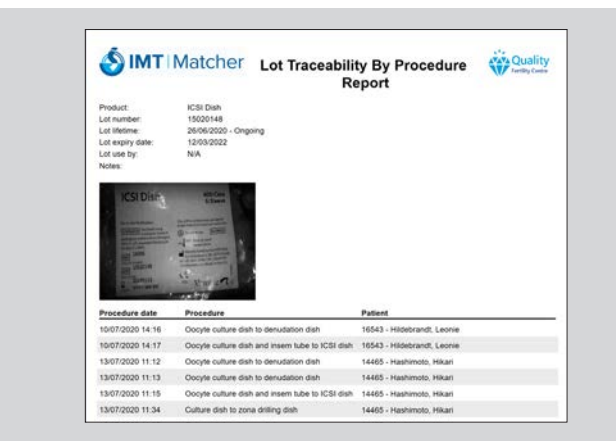 IMT Matcher
Lot Traceability By Procedure
Report
Quality
Fertility Centre
Product: ICSI Dish
Lot number: 15020148
Lot lifetime: 26/06/2020 - Ongoing
Lot expiry date: 12/03/2022
Lot use by: N/A
Notes:
ICSI Dish
Procedure date Procedure Patient
10/07/2020 14:16 Oocyte culture dish to denudation dish 16543 - Hildebrandt, Leonie
10/07/2020 14:17 Oocyte culture dish and insem tube to ICSI dish 16543 - Hildebrandt, Leonie
13/07/2020 11:12 Oocyte culture dish to denudation dish 14465 - Hashimoto, Hikari
13/07/2020 11:13 Oocyte culture dish to denudation dish 14465 - Hashimoto, Hikari
13/07/2020 11:15 Oocyte culture dish and insem tube to ICSI dish 14465 - Hashimoto, Hikari
13/07/2020 11:34 Culture dish to zona drilling dish 14465 - Hashimoto, Hikari